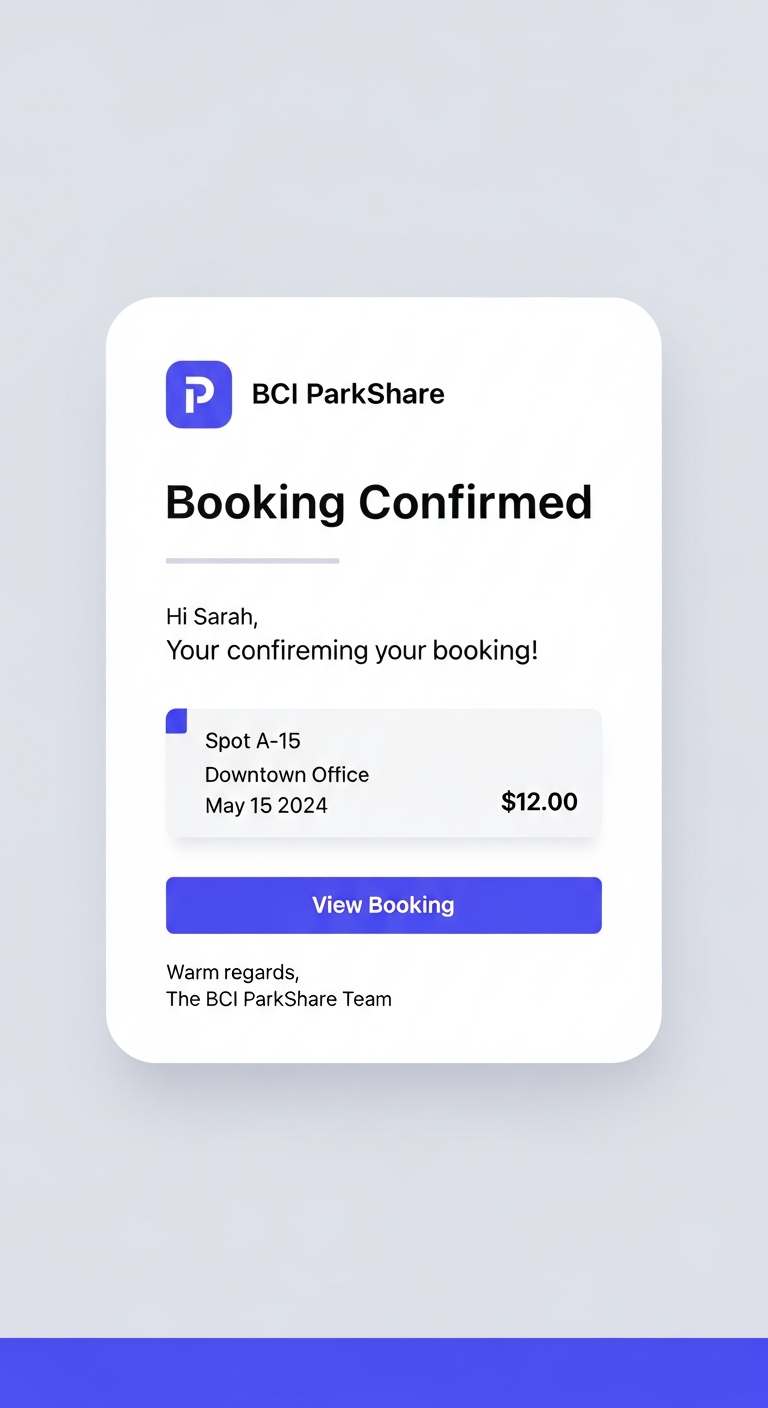 P
BCI ParkShare
Booking Confirmed
Hi Sarah,
Your confireming your booking!
Spot A-15
Downtown Office
May 15 2024
$12.00
View Booking
Warm regards,
The BCI ParkShare Team